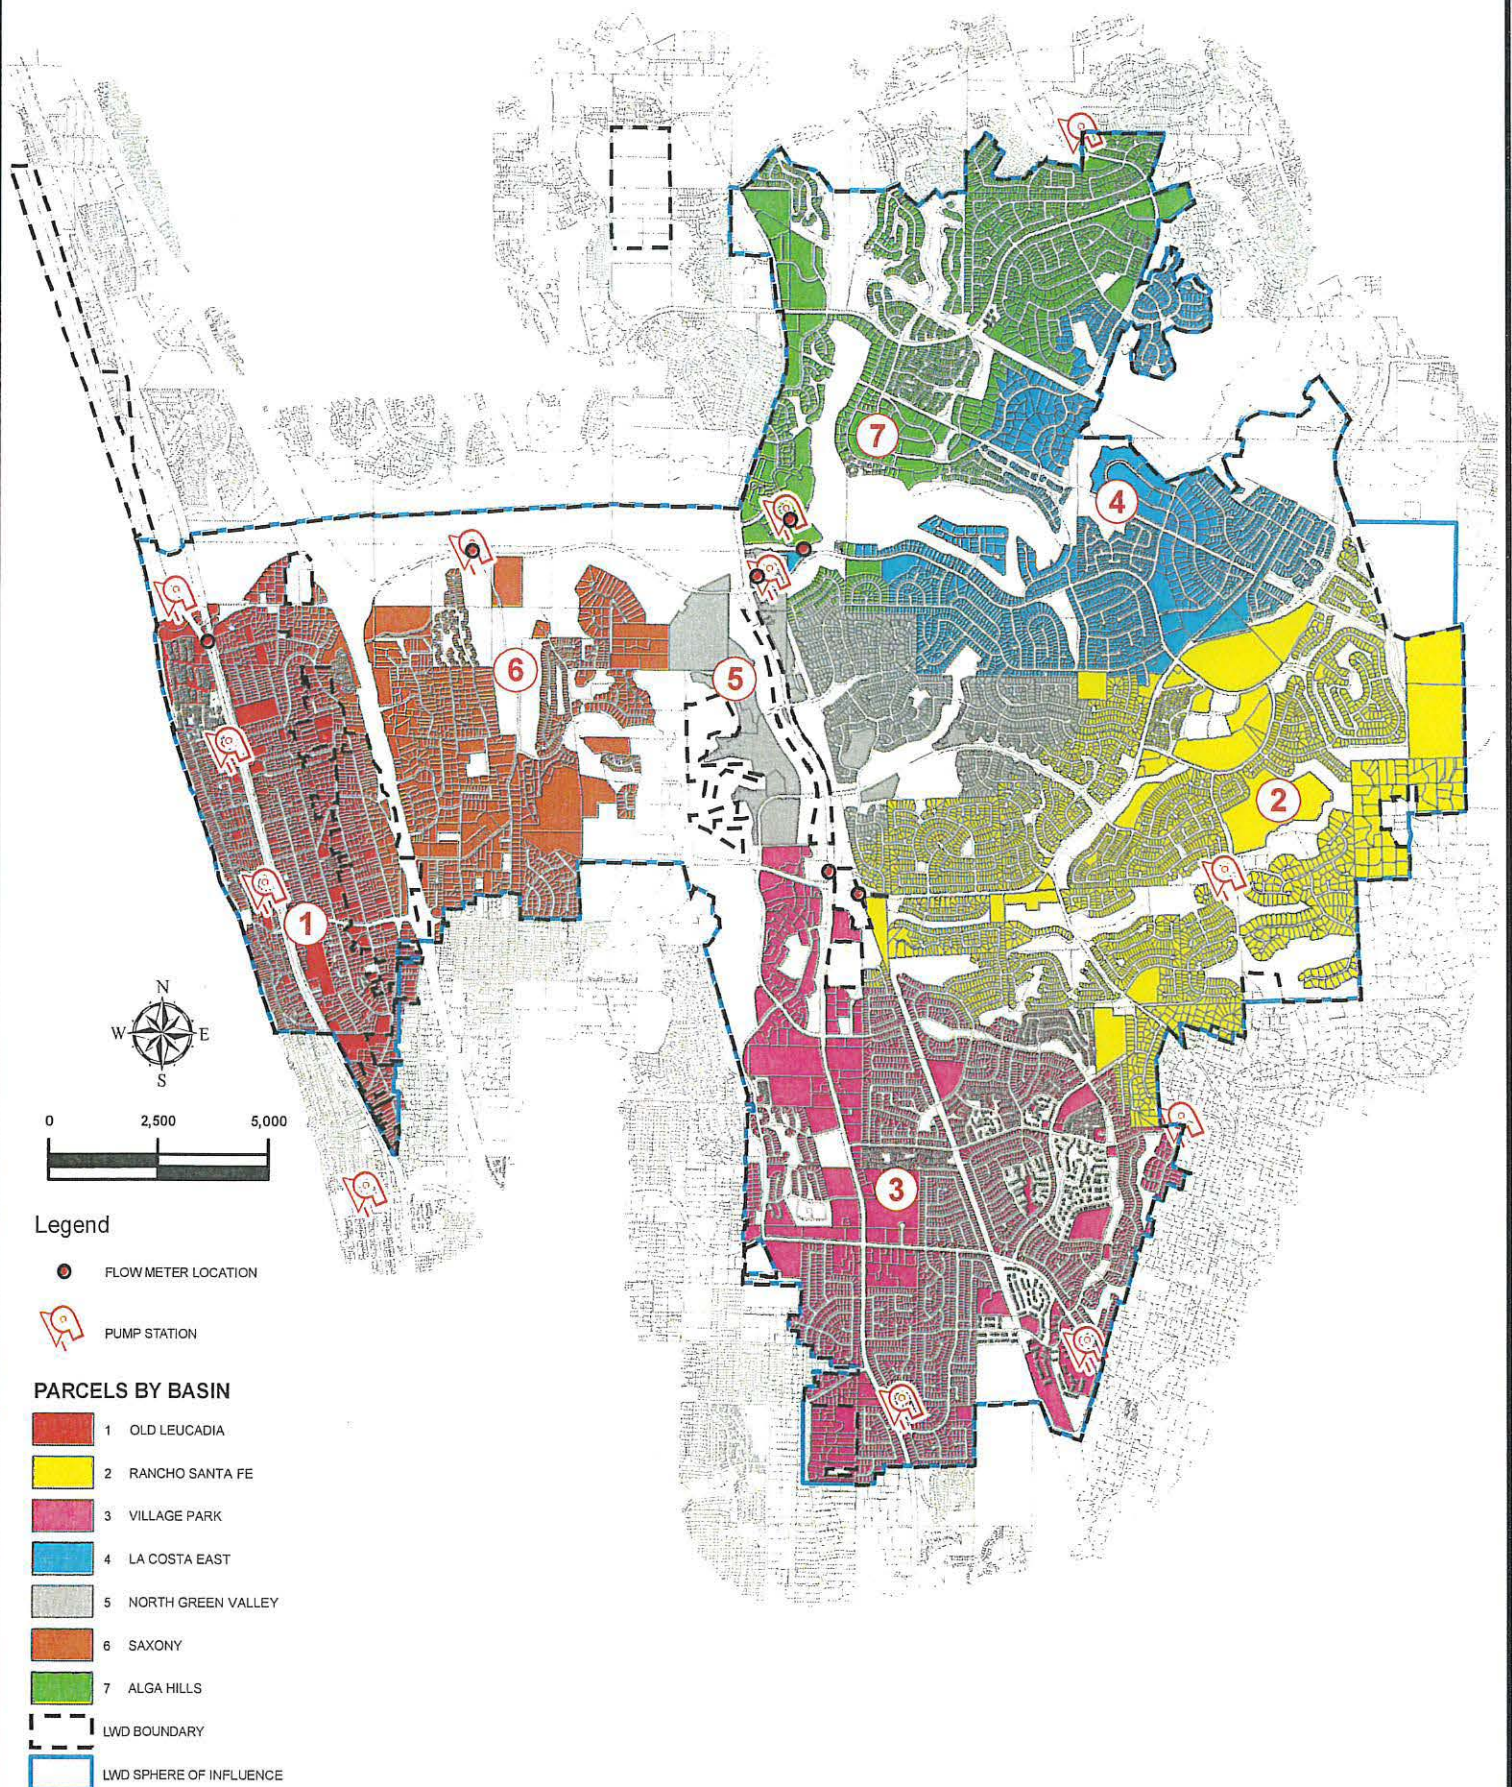 7
4
6
5
2
1
3
N
W E
S
0 2,500 5,000
Legend
FLOW METER LOCATION
PUMP STATION
PARCELS BY BASIN
1 OLD LEUCADIA
2 RANCHO SANTA FE
3 VILLAGE PARK
4 LA COSTA EAST
5 NORTH GREEN VALLEY
6 SAXONY
7 ALGA HILLS
LWD BOUNDARY
LWD SPHERE OF INFLUENCE